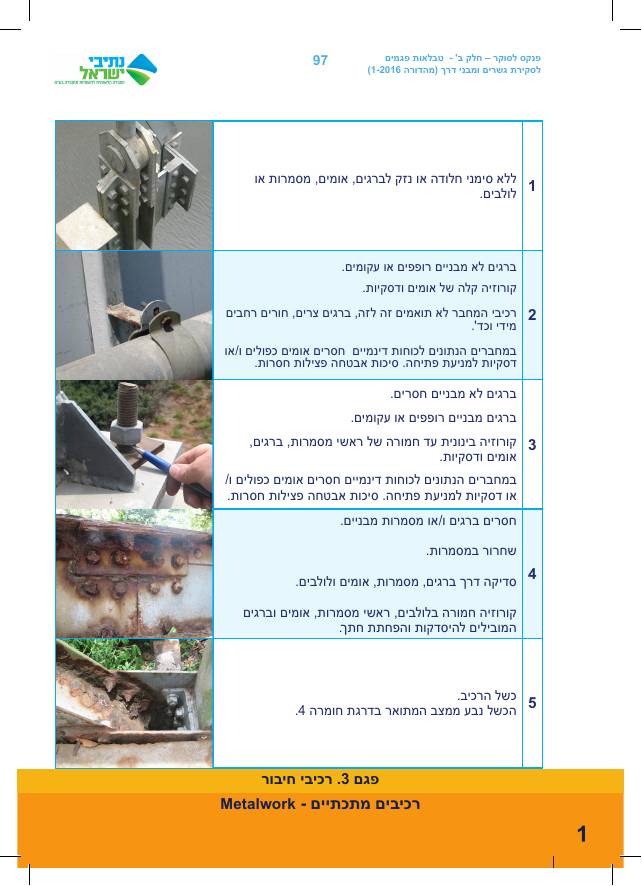 פנקס לסוקר – חלק ב' - טבלאות פגמים
לסקירת גשרים ומבני דרך (מהדורה 1-2016)
97
נתיבי
ישראל
1
ללא סימני חלודה או נזק לברגים, אומים, מסמרות או
לולבים.
2
ברגים לא מבניים רופפים או עקומים.
קורוזיה קלה של אומים ודסקיות.
רכיבי המחבר לא תואמים זה לזה, ברגים צרים, חורים רחבים
מידי וכד'.
במחברים הנתונים לכוחות דינמיים חסרים אומים כפולים ו/או
דסקיות למניעת פתיחה. סיכות אבטחה פצילות חסרות.
3
ברגים לא מבניים חסרים.
ברגים מבניים רופפים או עקומים.
קורוזיה בינונית עד חמורה של ראשי מסמרות, ברגים,
אומים ודסקיות.
במחברים הנתונים לכוחות דינמיים חסרים אומים כפולים ו/
או דסקיות למניעת פתיחה. סיכות אבטחה פצילות חסרות.
4
חסרים ברגים ו/או מסמרות מבניים.
שחרור במסמרות.
סדיקה דרך ברגים, מסמרות, אומים ולולבים.
קורוזיה חמורה בלולבים, ראשי מסמרות, אומים וברגים
המובילים להיסדקות והפחתת חתך.
5
כשל הרכיב.
הכשל נבע ממצב המתואר בדרגת חומרה 4.
פגם 3. רכיבי חיבור
רכיבים מתכתיים - Metalwork
1